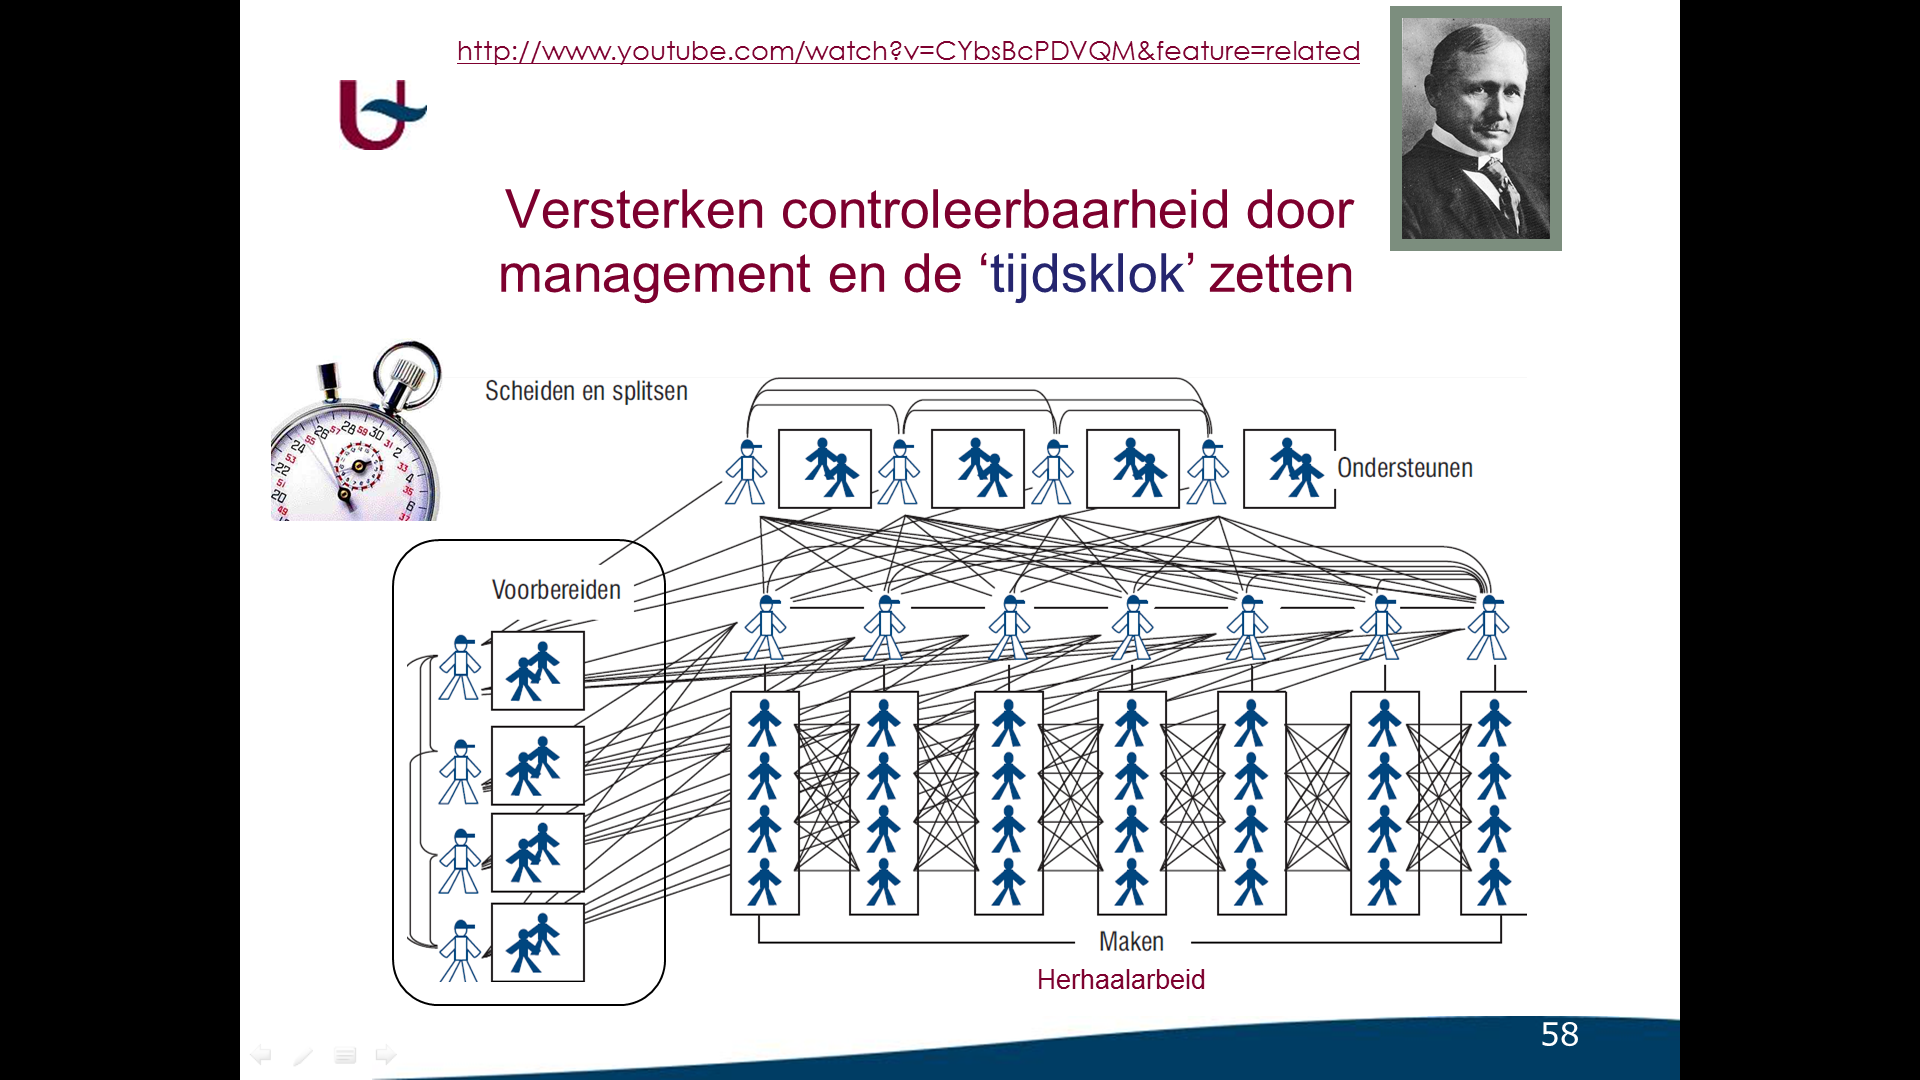 http://www.youtube.com/watch?v=CYbsBcPDVQM&feature=related
Versterken controleerbaarheid door
management en de ‘tijdsklok’ zetten
Scheiden en splitsen
Ondersteunen
Voorbereiden
Maken
Herhaalarbeid
58